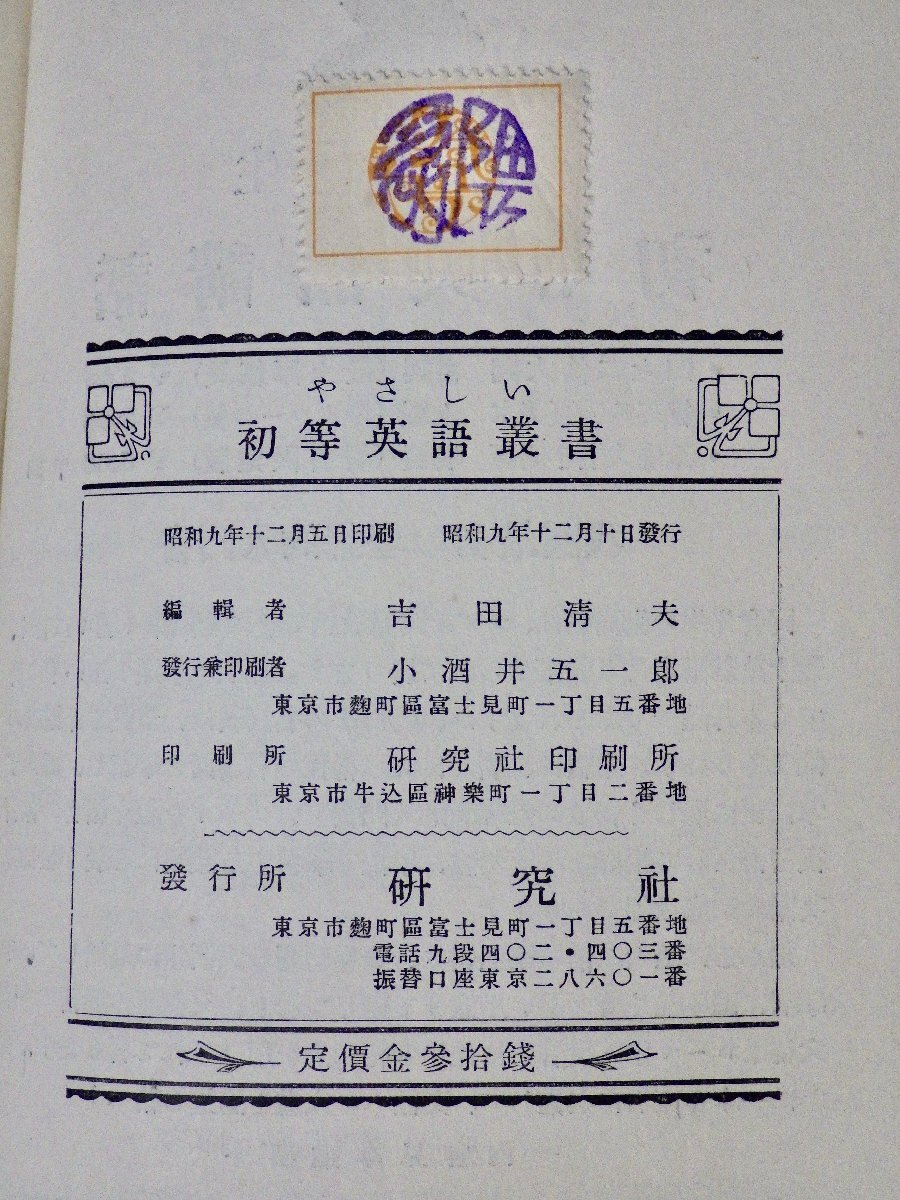 やさしい
初等英語叢書
昭和九年十二月五日印刷 昭和九年十二月十日發行
編輯者 吉田淸夫
發行兼印刷者 小酒井五一郎
東京市麴町區富士見町一丁目五番地
印刷所 硏究社印刷所
東京市牛込區神樂町一丁目二番地
發行所 硏究社
東京市麴町區富士見町一丁目五番地
電話九段四〇二・四〇三番
振替口座東京二八六〇一番
定價金參拾錢